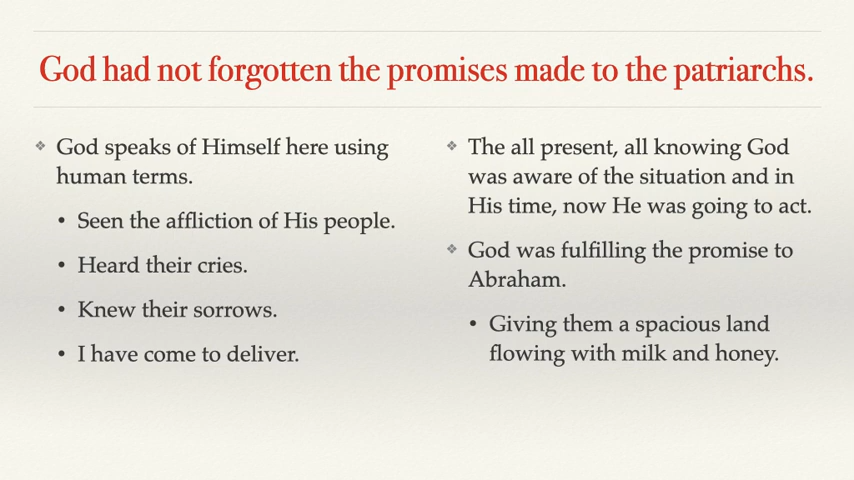 God had not forgotten the promises made to the patriarchs.
God speaks of Himself here using
human terms.
Seen the affliction of His people.
Heard their cries.
Knew their sorrows.
I have come to deliver.
The all present, all knowing God
was aware of the situation and in
His time, now He was going to act.
God was fulfilling the promise to
Abraham.
Giving them a spacious land
flowing with milk and honey.